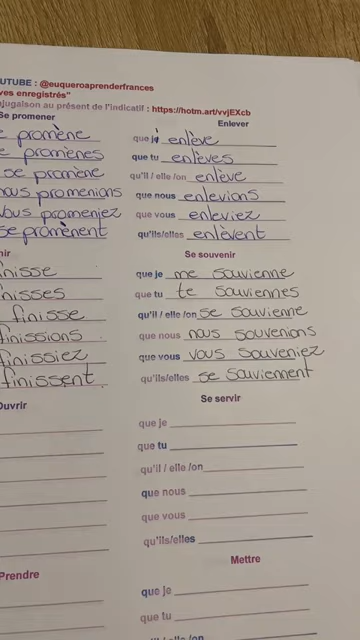 UTUBE : @euqueroaprenderfrances
ves enregistrés"
jugaison au présent de l'indicatif : https://hotm.art/vvjEXcb
Se promener
promène
promènes
se promène
nous promenions
vous promeniez
se promènent
Enlever
que j' enlève
que tu enlèves
qu'il / elle /on enlève
que nous enlevions
que vous enleviez
qu'ils/elles enlèvent
nir
inisse
inisses
finisse
finissions
finissiez
finissent
Se souvenir
que je me souvienne
que tu te souviennes
qu'il / elle /on se souvienne
que nous nous souvenions
que vous vous souveniez
qu'ils/elles se souviennent
Ouvrir
Se servir
que je
que tu
qu'il / elle /on
que nous
que vous
qu'ils/elles
Prendre
Mettre
que je
que tu
qu'il / elle /on